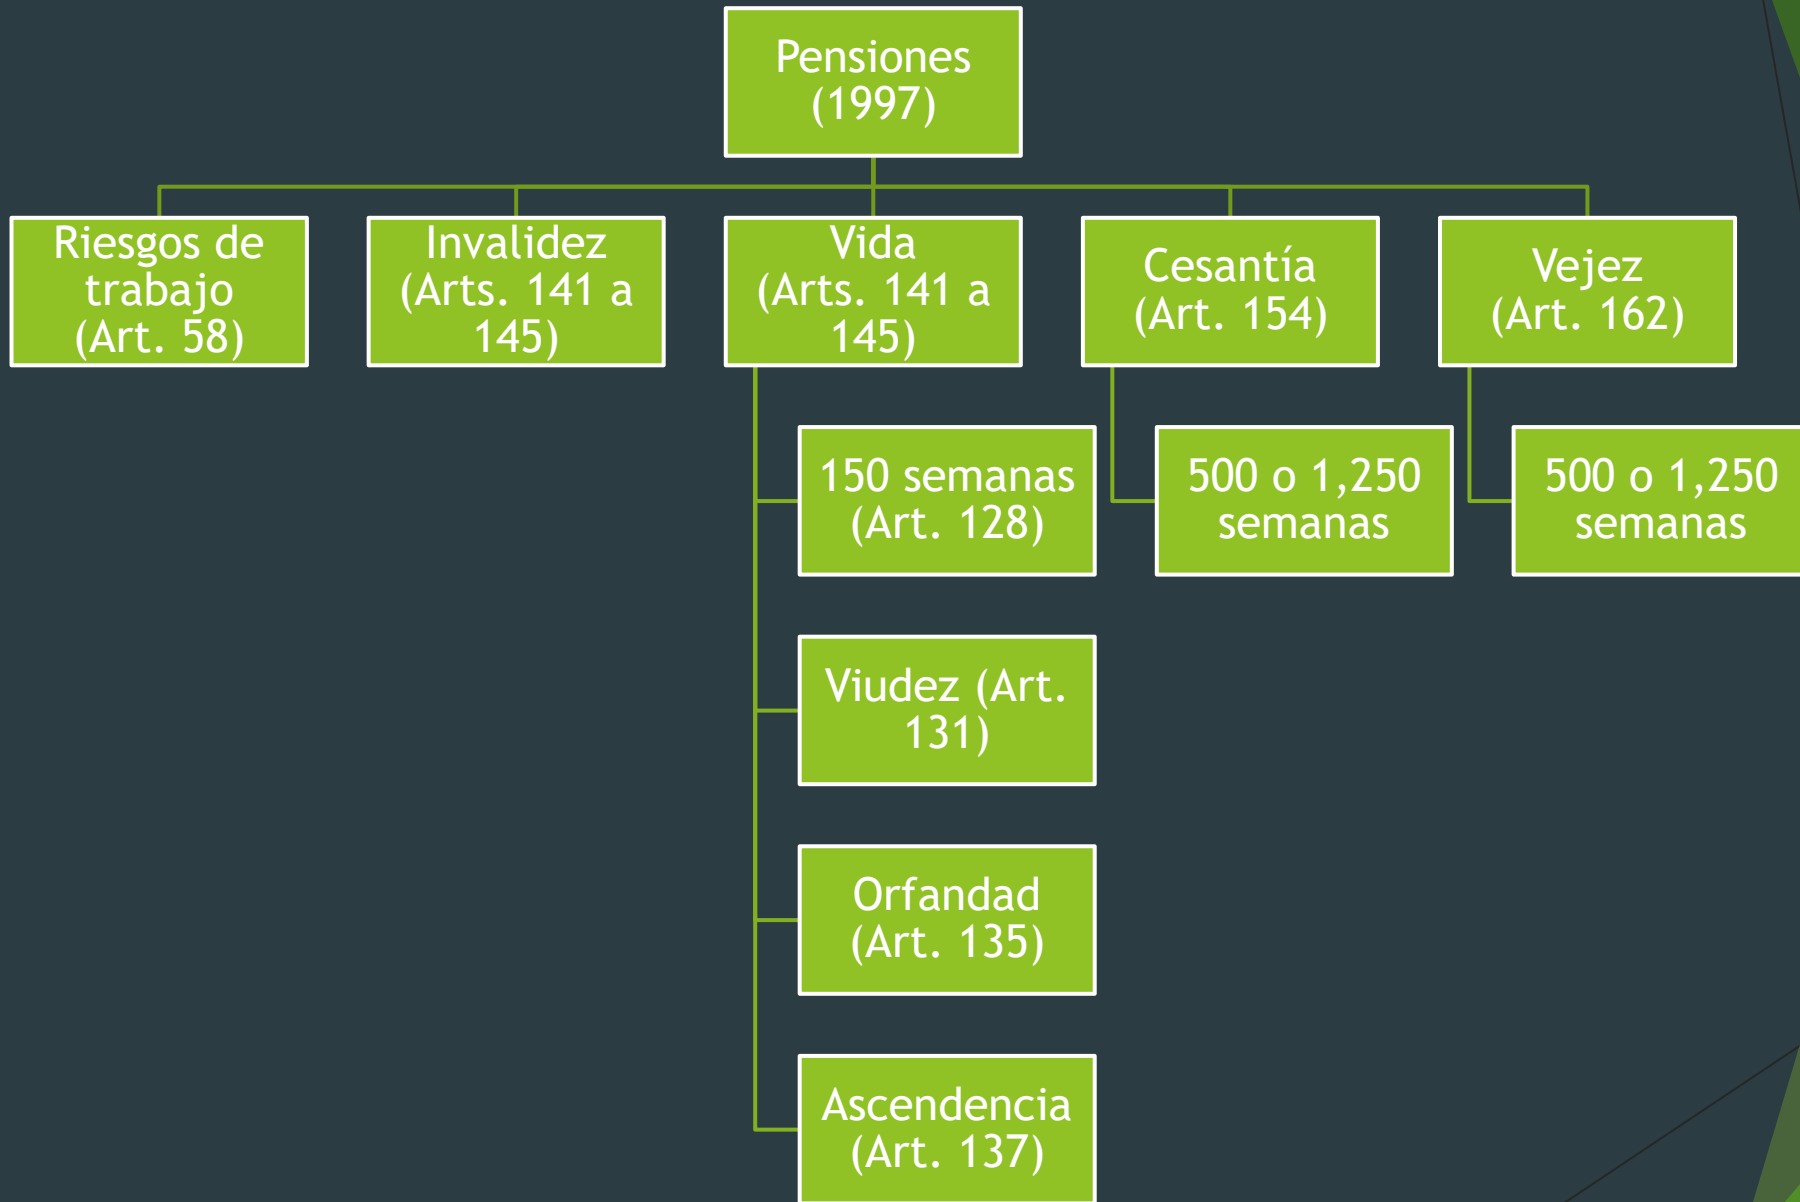 Pensiones
(1997)
Riesgos de
trabajo
(Art. 58)
Invalidez
(Arts. 141 a
145)
Vida
(Arts. 141 a
145)
Cesantía
(Art. 154)
Vejez
(Art. 162)
150 semanas
(Art. 128)
500 o 1,250
semanas
500 o 1,250
semanas
Viudez (Art.
131)
Orfandad
(Art. 135)
Ascendencia
(Art. 137)